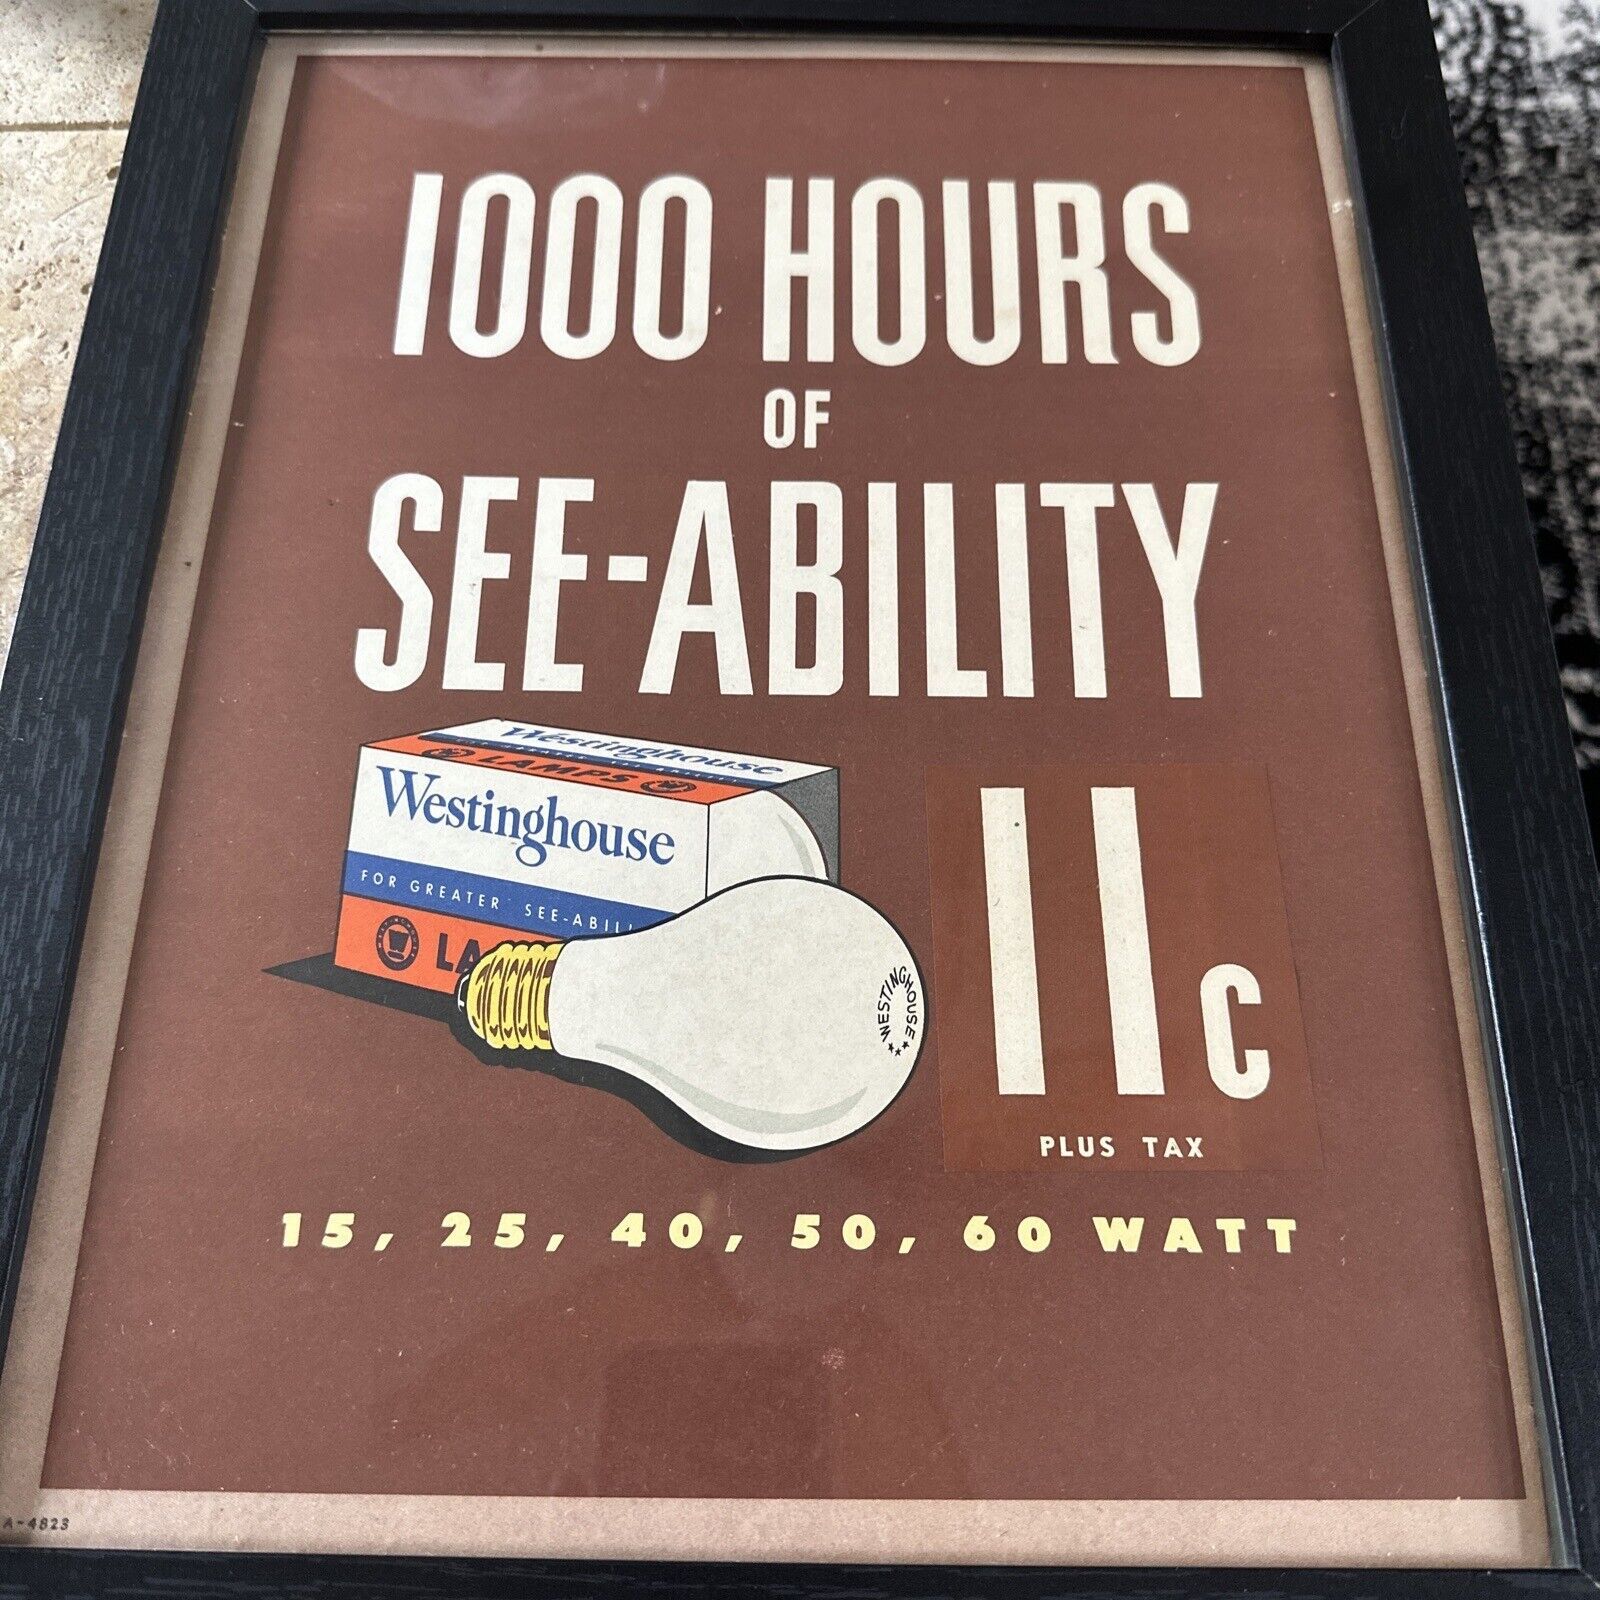 1000 HOURS
OF
SEE-ABILITY
Westinghouse
LAMPS
Westinghouse
FOR GREATER SEE-ABILI
LA
WESTINGHOUSE
11c
PLUS TAX
15, 25, 40, 50, 60 WATT
A-4823